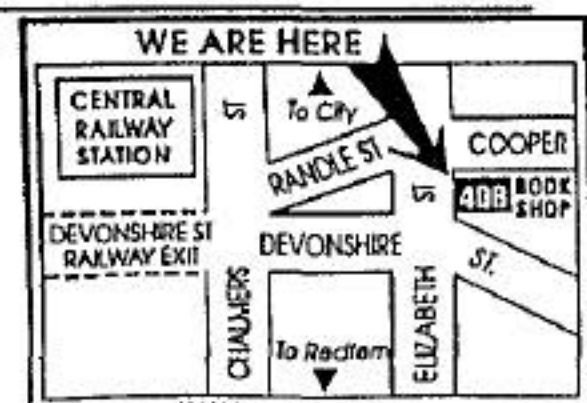 WE ARE HERE
CENTRAL
RAILWAY
STATION
ST
To City
RANDLE ST
COOPER
ST
408 BOOK
SHOP
DEVONSHIRE ST
RAILWAY EXIT
DEVONSHIRE
ST.
CHALMERS
To Redfern
ELIZABETH